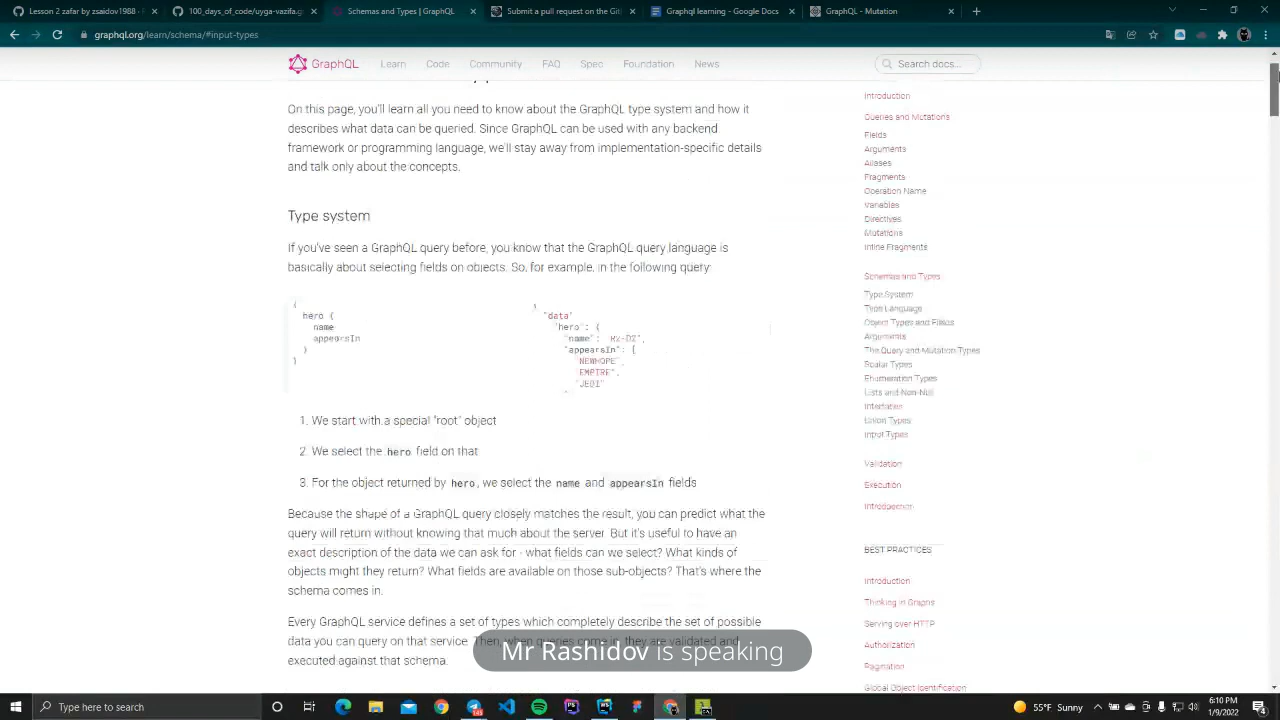 Lesson 2 zafar by zavdosu1988 · P
100_days_of_code/uyga-vazifa.gr
Schemas and Types | GraphQL
Submit a pull request on the Git
Graphql learning - Google Docs
GraphQL - Mutation
graphql.org/learn/schema/#input-types
GraphQL
Learn
Code
Community
FAQ
Spec
Foundation
News
Search docs...
On this page, you'll learn all you need to know about the GraphQL type system and how it
describes what data can be queried. Since GraphQL can be used with any backend
framework or programming language, we'll stay away from implementation-specific details
and talk only about the concepts.
Type system
If you've seen a GraphQL query before, you know that the GraphQL query language is
basically about selecting fields on objects. So, for example, in the following query:
{
hero {
name
appearsIn
}
}
"data"
"hero": {
"name":
"appearsIn": [
NEWHOPE",
EMPIRE",
"JEDI"
1. We start with a special "root" object
2. We select the hero field on that
3. For the object returned by hero, we select the name and appearsIn fields
Because the shape of a GraphQL query closely matches the result, you can predict what the
query will return without knowing that much about the server. But it's useful to have an
exact description of the data we can ask for - what fields can we select? What kinds of
objects might they return? What fields are available on those sub-objects? That's where the
schema comes in.
Every GraphQL service defines a set of types which completely describe the set of possible
data you can query on that service. Then, when queries come in, they are validated and
executed against that schema.
Introduction
Queries and Mutations
Fields
Arguments
Aliases
Fragments
Operation Name
Variables
Directives
Mutations
Inline Fragments
Schemas and Types
Type System
Type Language
Object Types and Fields
Arguments
The Query and Mutation Types
Scalar Types
Enumeration Types
Lists and Non-Null
Interfaces
Union Types
Input Types
Validation
Execution
Introspection
BEST PRACTICES
Introduction
Thinking in Graphs
Serving over HTTP
Authorization
Pagination
Global Object Identification
Mr Rashidov is speaking
Type here to search
55°F Sunny
6:10 PM
1/9/2022